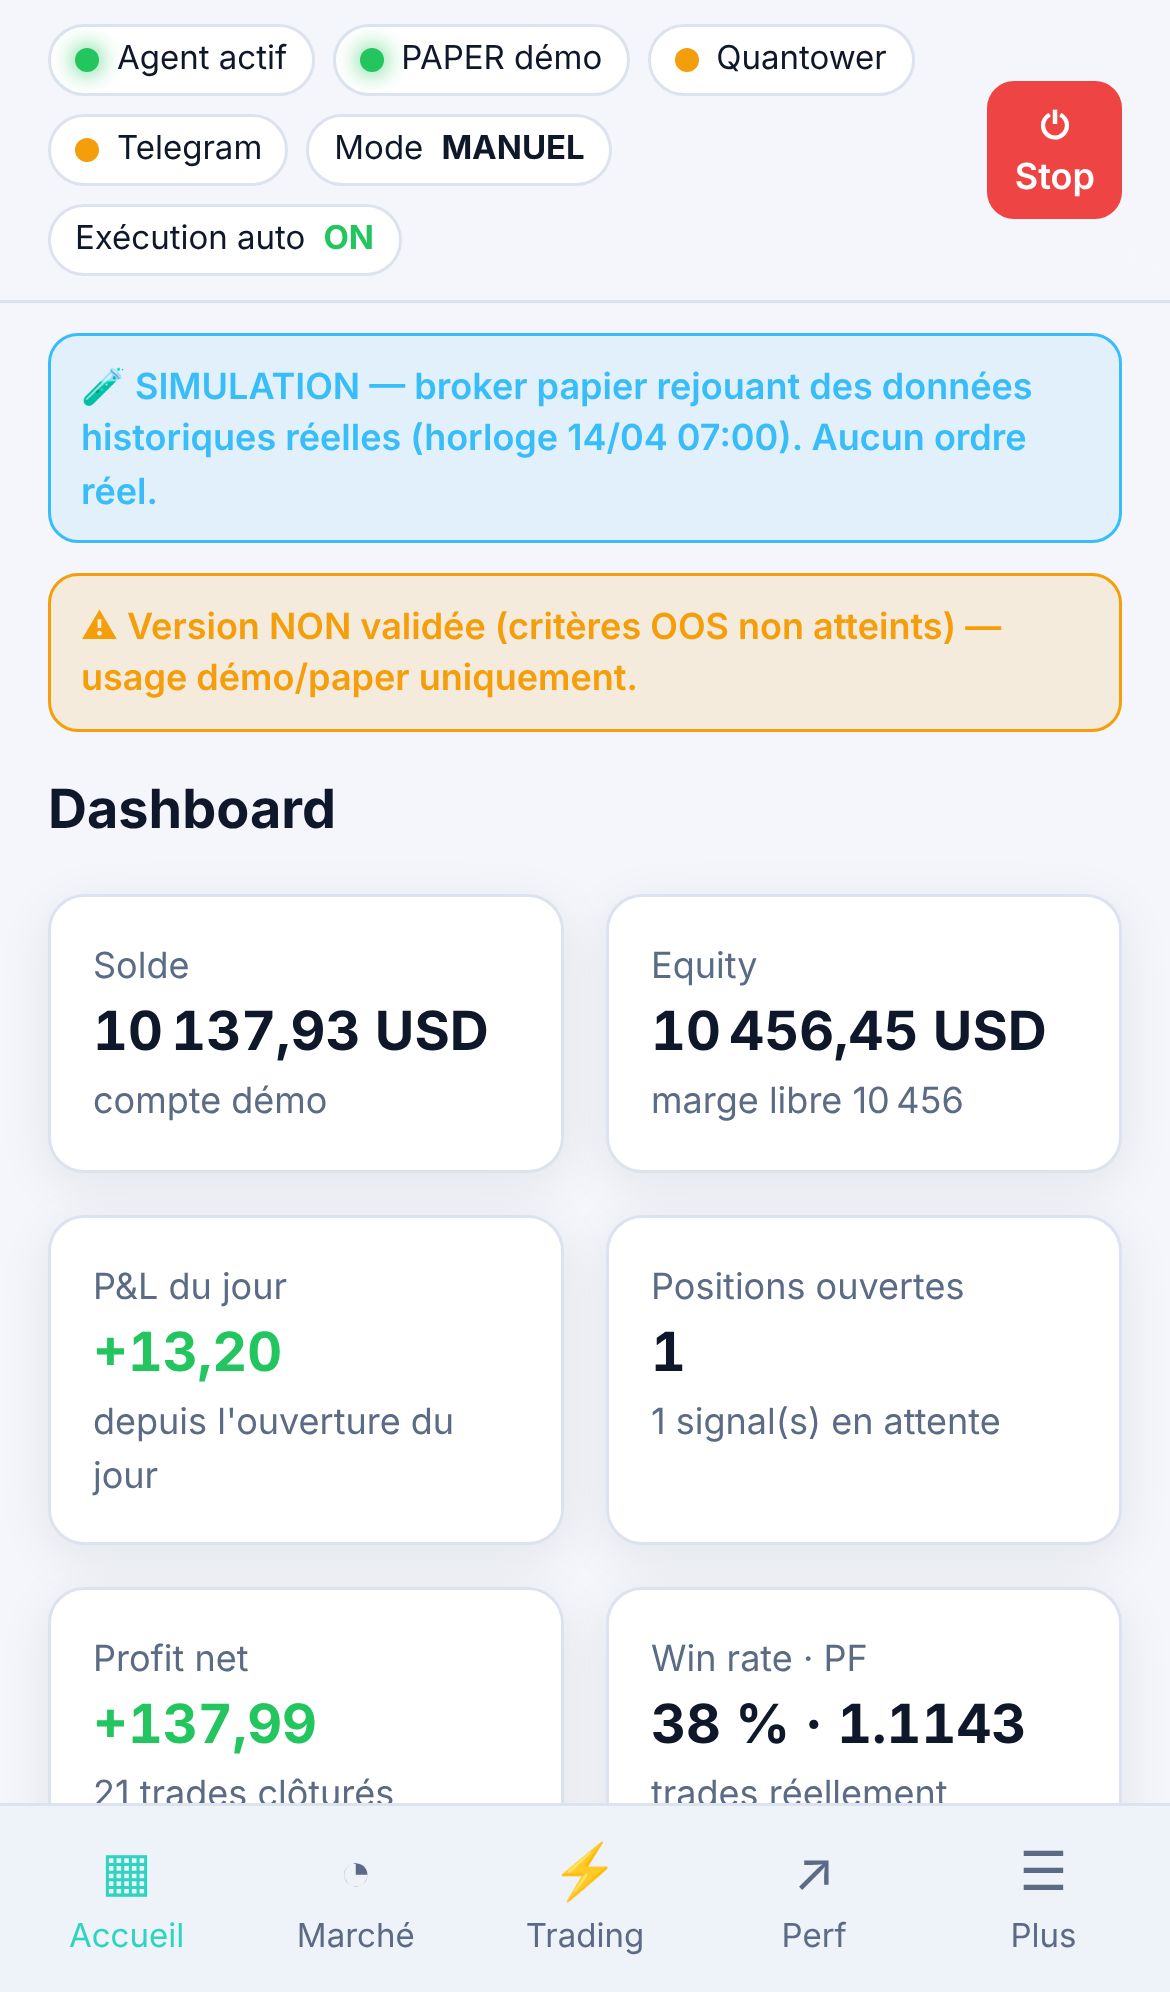 Agent actif
PAPER démo
Quantower
Telegram
Mode MANUEL
Exécution auto ON
Stop
SIMULATION — broker papier rejouant des données
historiques réelles (horloge 14/04 07:00). Aucun ordre
réel.
Version NON validée (critères OOS non atteints) —
usage démo/paper uniquement.
Dashboard
Solde
10 137,93 USD
compte démo
Equity
10 456,45 USD
marge libre 10 456
P&L du jour
+13,20
depuis l'ouverture du
jour
Positions ouvertes
1
1 signal(s) en attente
Profit net
+137,99
21 trades clôturés
Win rate · PF
38 % · 1.1143
trades réellement
Accueil
Marché
Trading
Perf
Plus